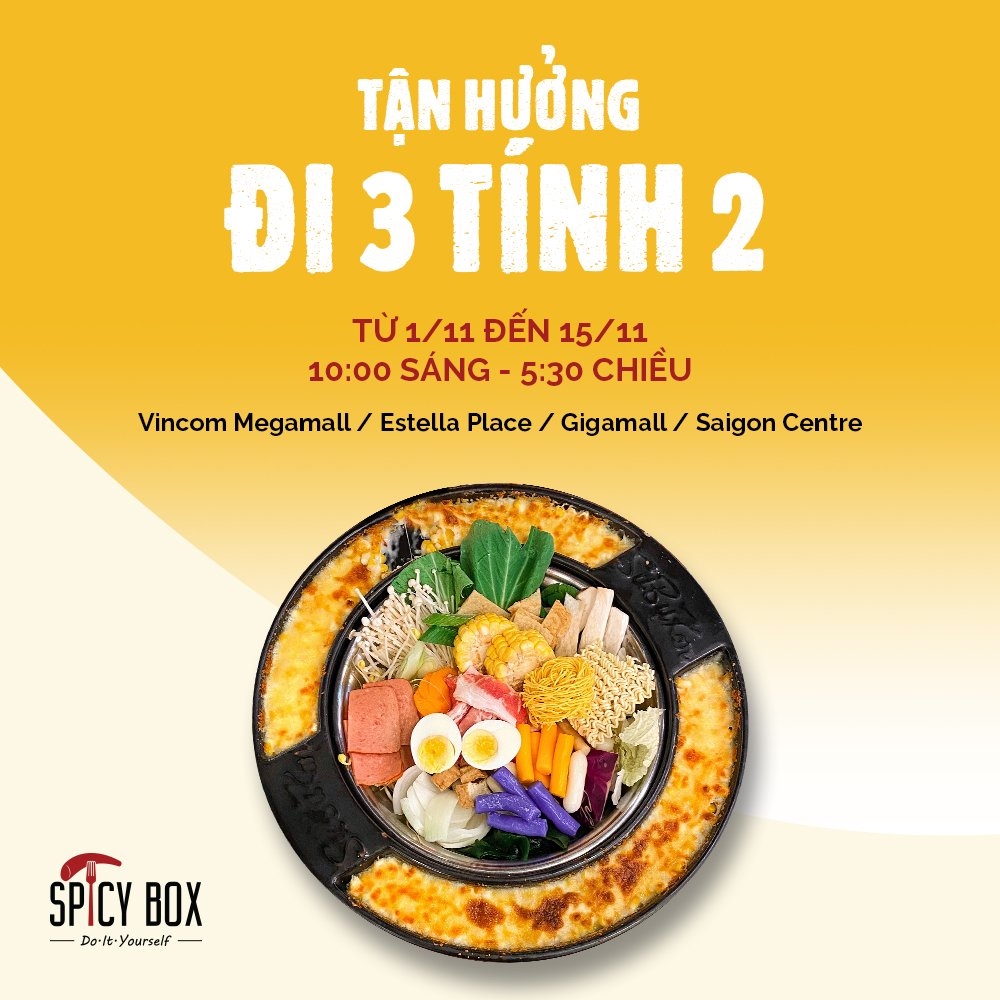 TẬN HƯỞNG
ĐI 3 TÍNH 2
TỪ 1/11 ĐẾN 15/11
10:00 SÁNG - 5:30 CHIỀU
Vincom Megamall / Estella Place / Gigamall / Saigon Centre
SPICY BOX
Do·It·Yourself